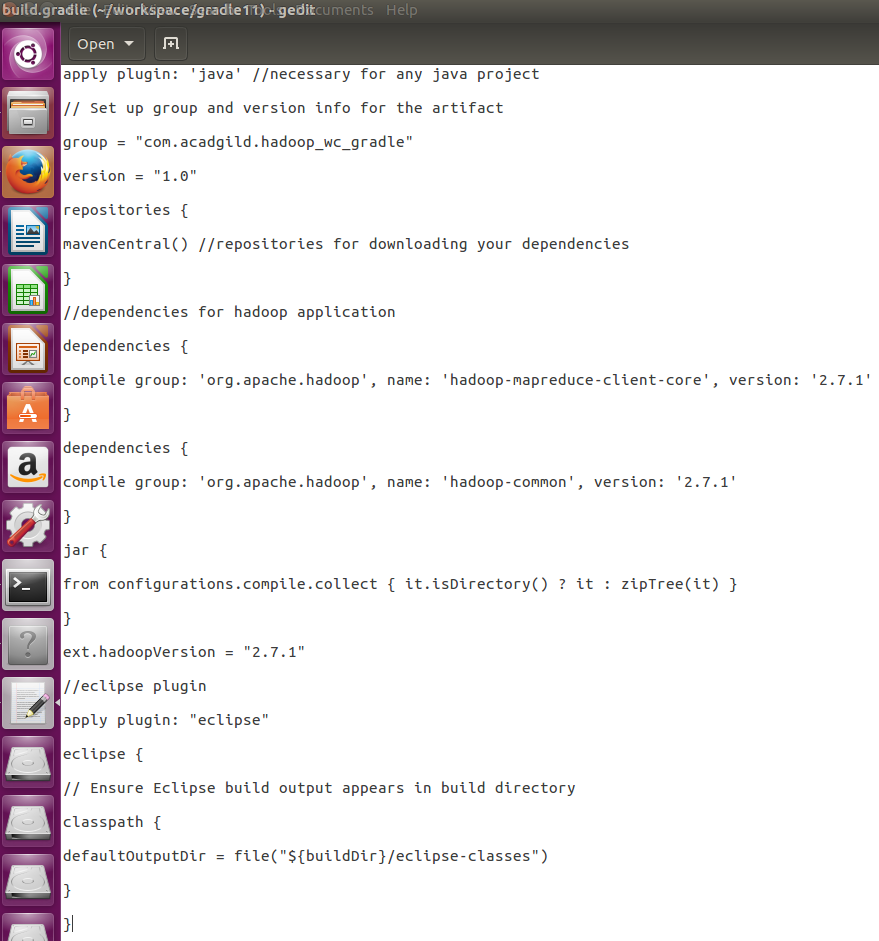 build.gradle (~/workspace/gradle11) - gedit
Documents Help
Open
apply plugin: 'java' //necessary for any java project
// Set up group and version info for the artifact
group = "com.acadgild.hadoop_wc_gradle"
version = "1.0"
repositories {
mavenCentral() //repositories for downloading your dependencies
}
//dependencies for hadoop application
dependencies {
compile group: 'org.apache.hadoop', name: 'hadoop-mapreduce-client-core', version: '2.7.1'
}
dependencies {
compile group: 'org.apache.hadoop', name: 'hadoop-common', version: '2.7.1'
}
jar {
from configurations.compile.collect { it.isDirectory() ? it : zipTree(it) }
}
ext.hadoopVersion = "2.7.1"
//eclipse plugin
apply plugin: "eclipse"
eclipse {
// Ensure Eclipse build output appears in build directory
classpath {
defaultOutputDir = file("${buildDir}/eclipse-classes")
}
}